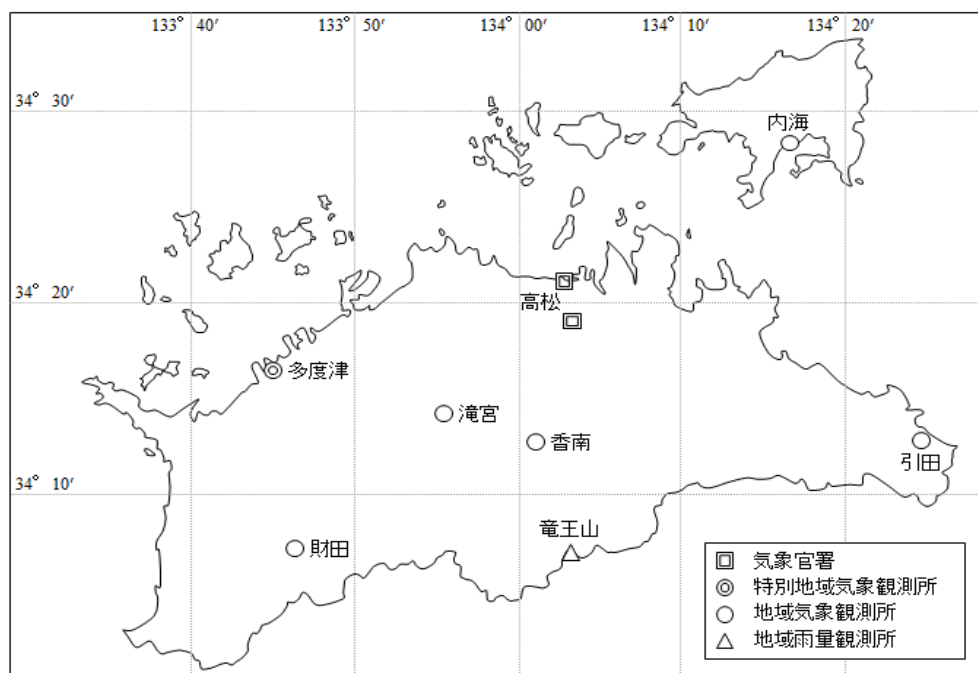 133° 40′
133° 50′
134° 00′
134° 10′
134° 20′
34° 30′
内海
34° 20′
高松
多度津
滝宮
香南
引田
34° 10′
竜王山
財田
気象官署
特別地域気象観測所
地域気象観測所
地域雨量観測所